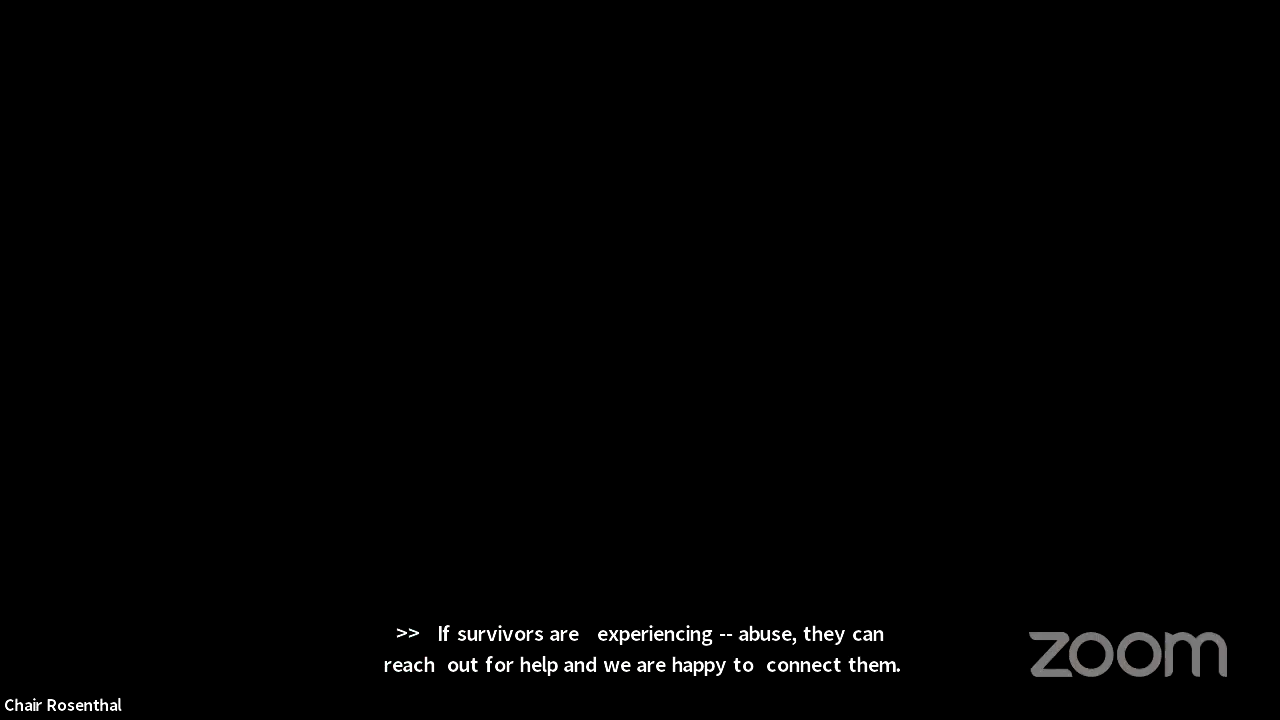 >> If survivors are experiencing -- abuse, they can
reach out for help and we are happy to connect them.
zoom
Chair Rosenthal